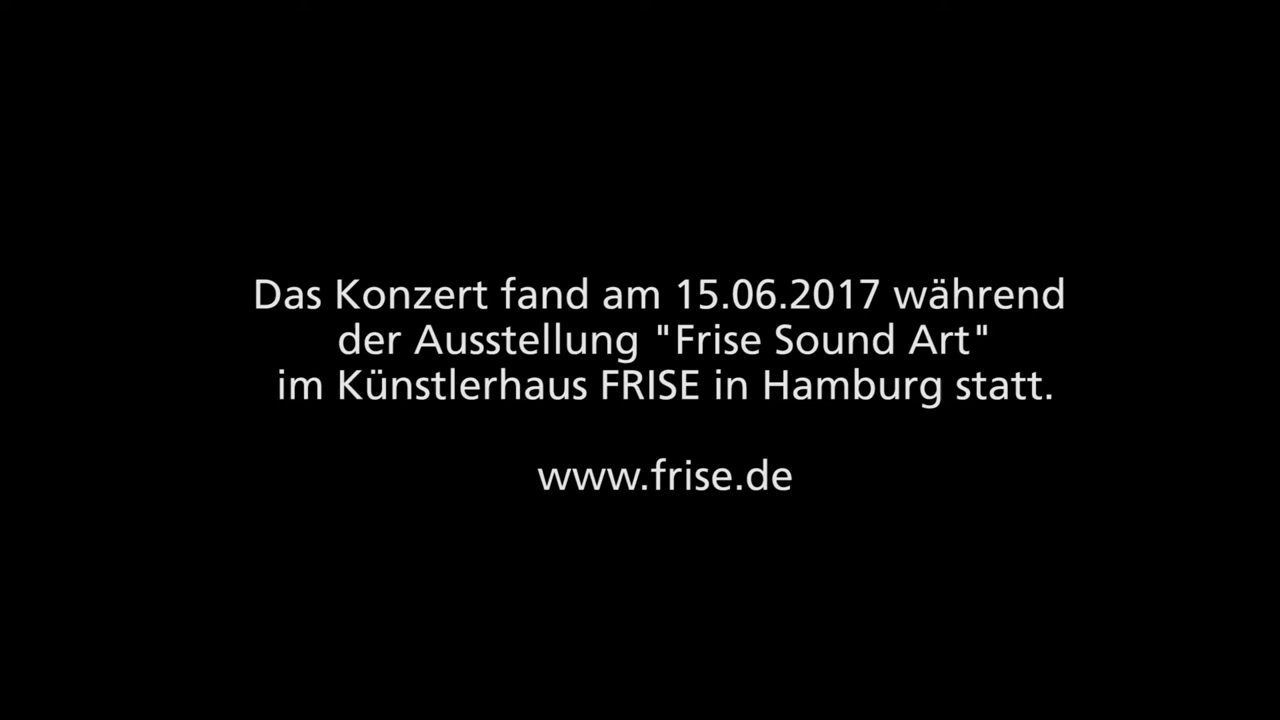 Das Konzert fand am 15.06.2017 während
der Ausstellung "Frise Sound Art"
im Künstlerhaus FRISE in Hamburg statt.
www.frise.de